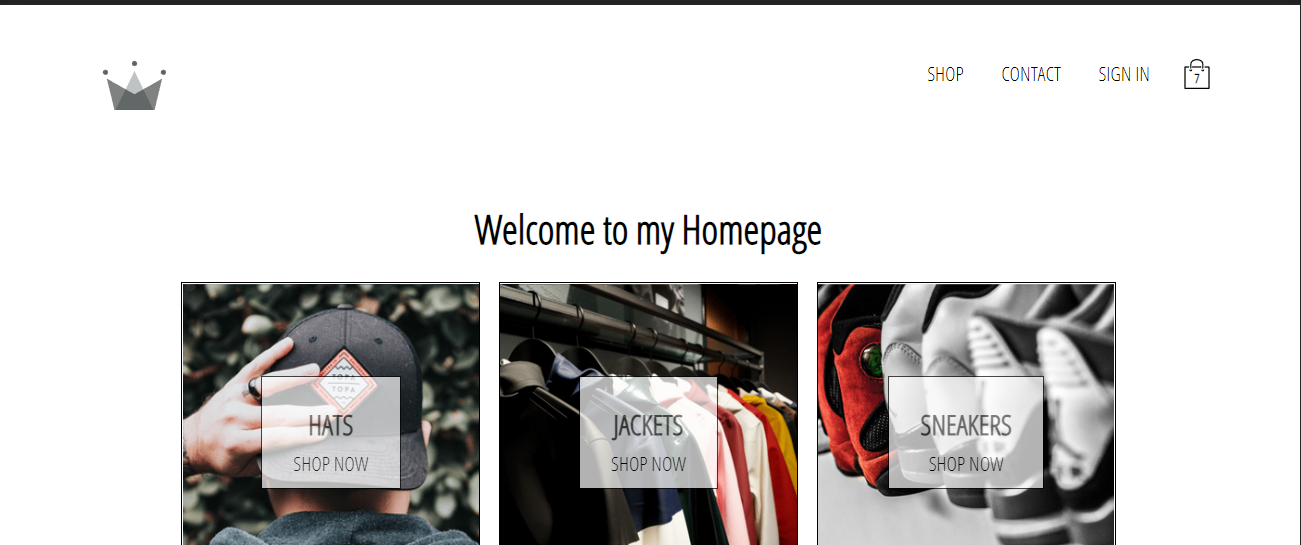 SHOP
CONTACT
SIGN IN
7
Welcome to my Homepage
TOPA
TOPA
HATS
SHOP NOW
JACKETS
SHOP NOW
SNEAKERS
SHOP NOW